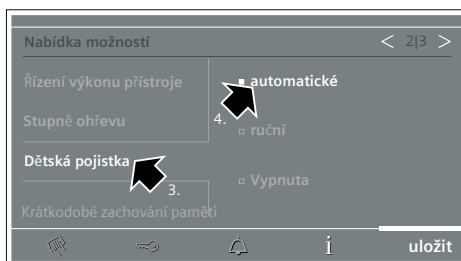 Nabídka možností < 2|3 >
Řízení výkonu přístroje
automatické
Stupně ohřevu
4.
ruční
Dětská pojistka
3.
Vypnuta
Krátkodobé zachování paměti
i uložit